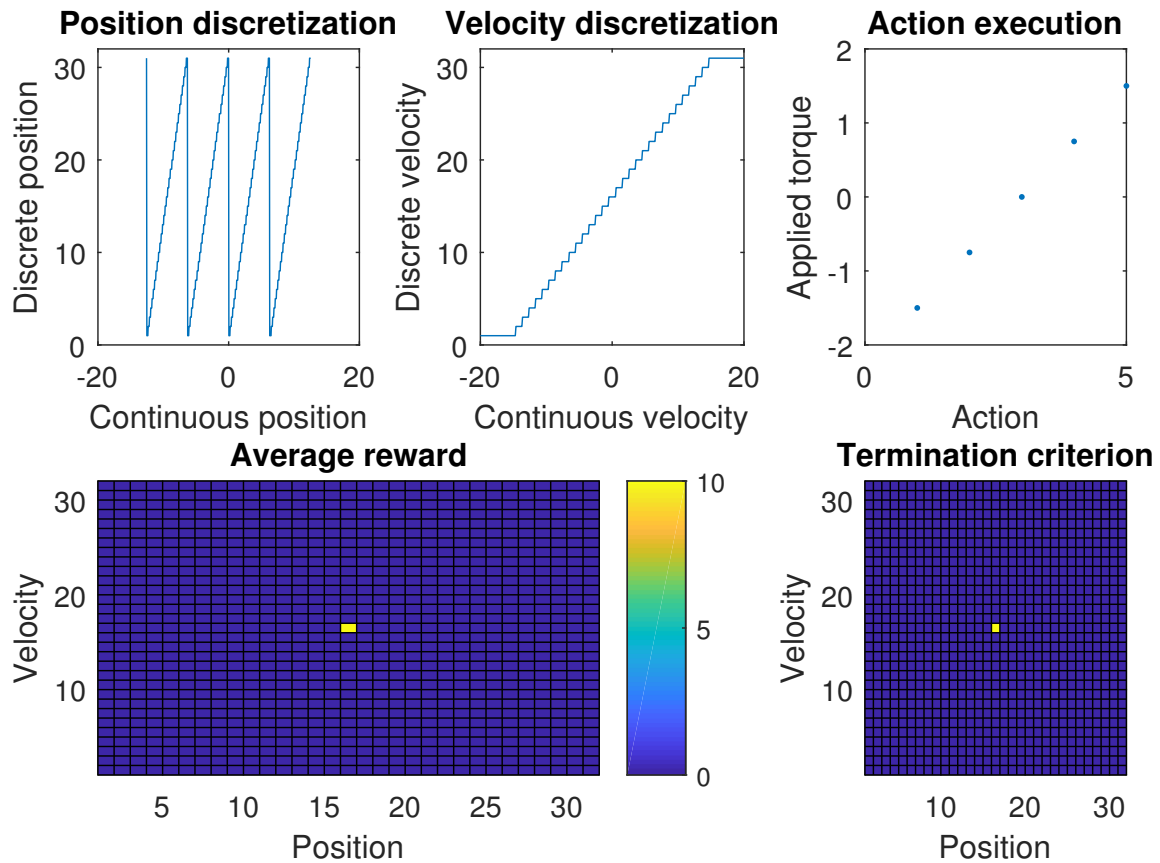 Position discretization
30
20
10
0
-20
0
20
Discrete position
Continuous position
Velocity discretization
30
20
10
0
-20
0
20
Discrete velocity
Continuous velocity
Action execution
2
1
0
-1
-2
0
5
Applied torque
Action
Average reward
30
20
10
5
10
15
20
25
30
Velocity
Position
10
5
0
Termination criterion
30
20
10
10
20
30
Velocity
Position